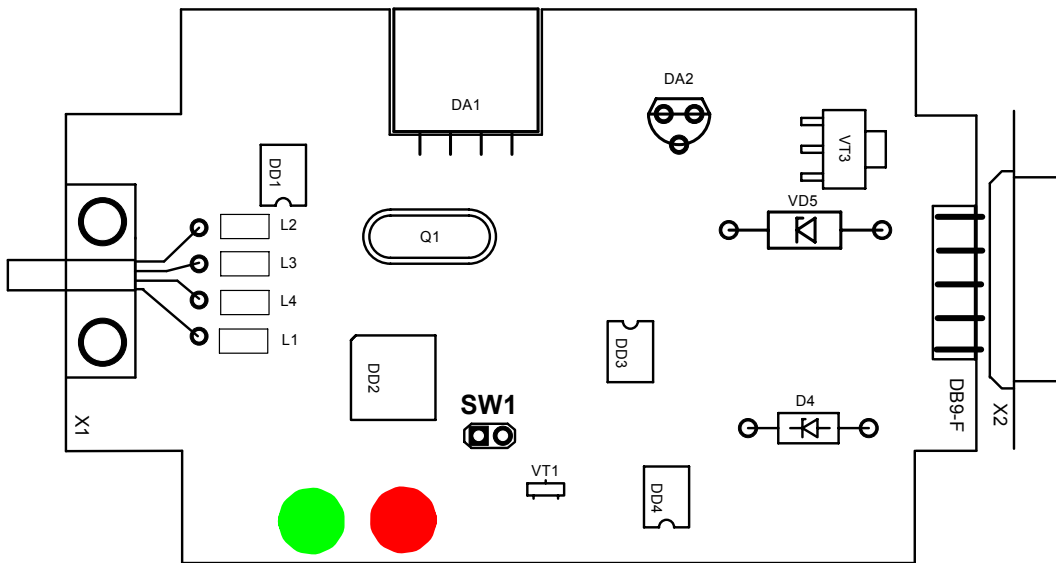 DA1
DA2
VT3
DD1
VD5
L2
Q1
L3
L4
L1
DD3
DD2
DB9-F
X2
X1
SW1
D4
VT1
DD4